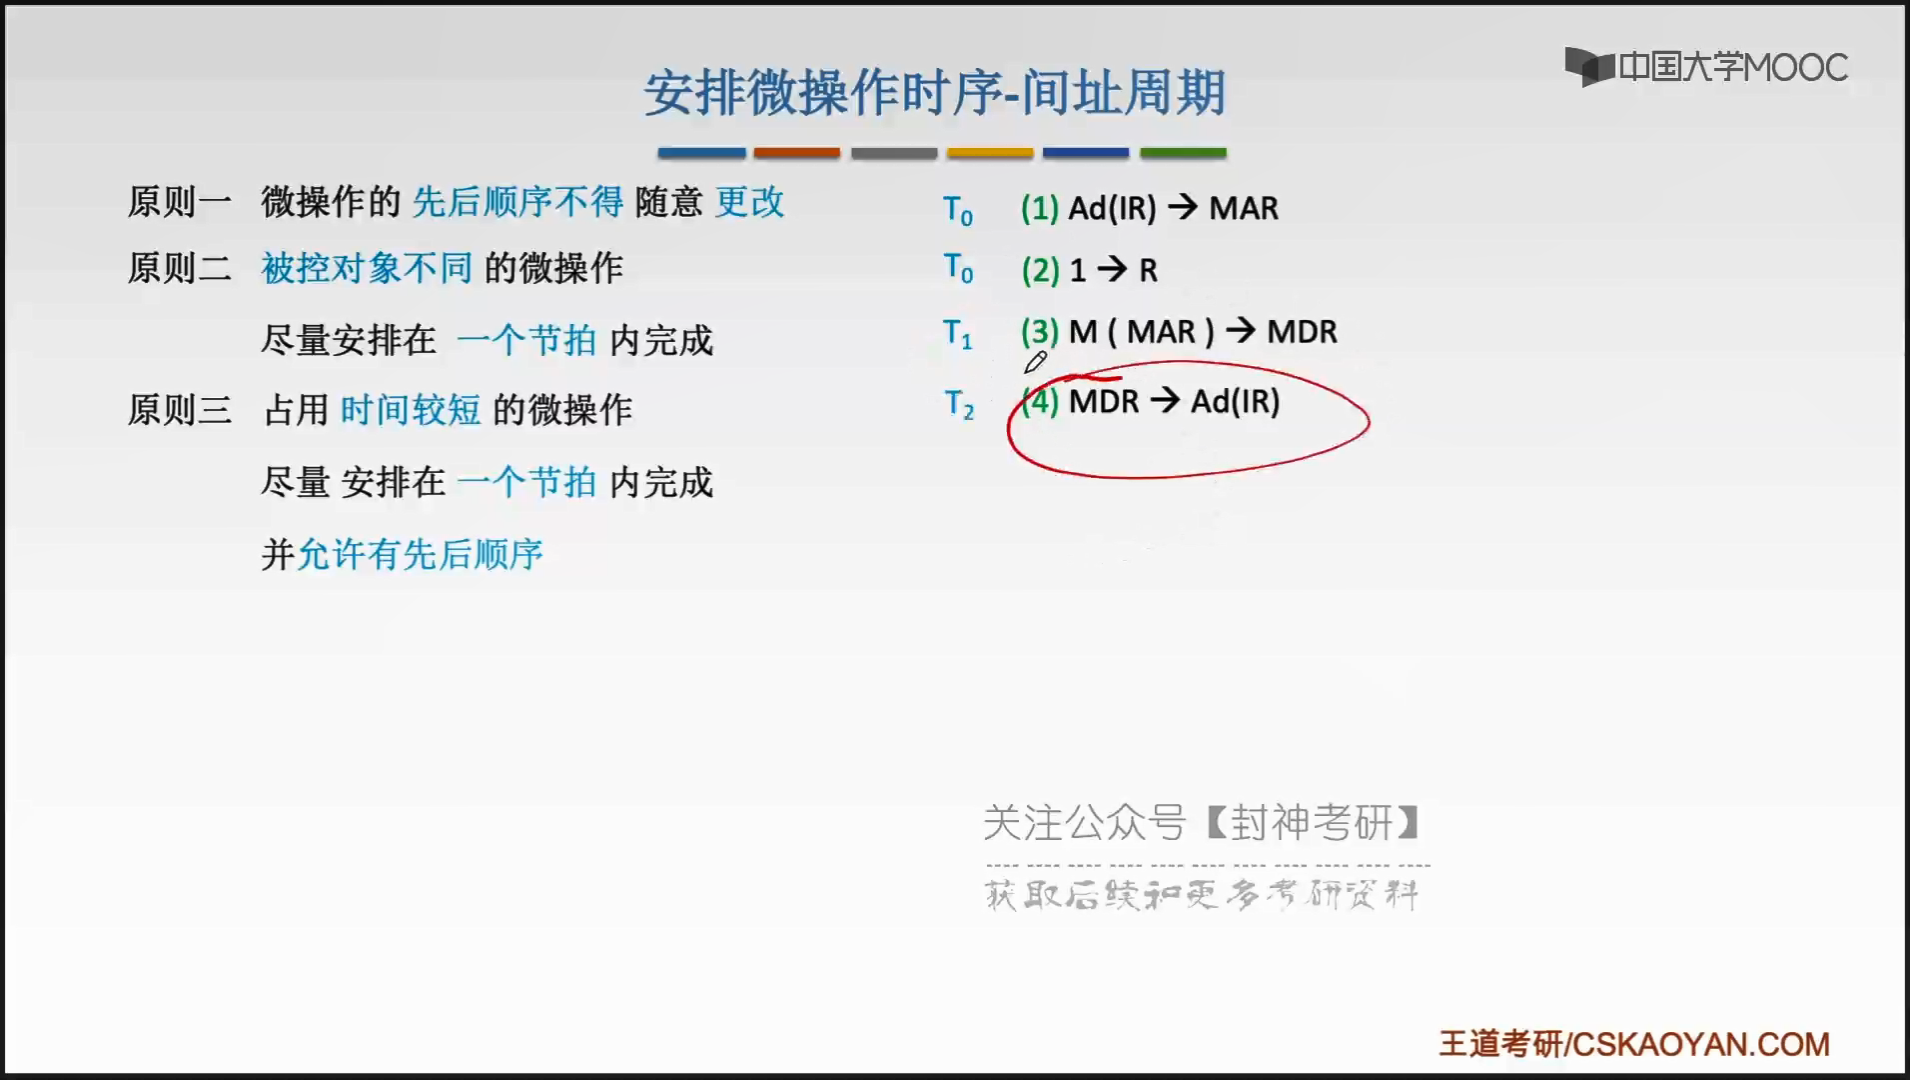 中国大学MOOC
安排微操作时序-间址周期
原则一 微操作的 先后顺序不得 随意 更改
原则二 被控对象不同 的微操作
尽量安排在 一个节拍 内完成
原则三 占用 时间较短 的微操作
尽量 安排在 一个节拍 内完成
并允许有先后顺序
T₀ (1) Ad(IR) → MAR
T₀ (2) 1 → R
T₁ (3) M ( MAR ) → MDR
T₂ (4) MDR → Ad(IR)
关注公众号【封神考研】
获取后续和更多考研资料
王道考研/CSKAOYAN.COM